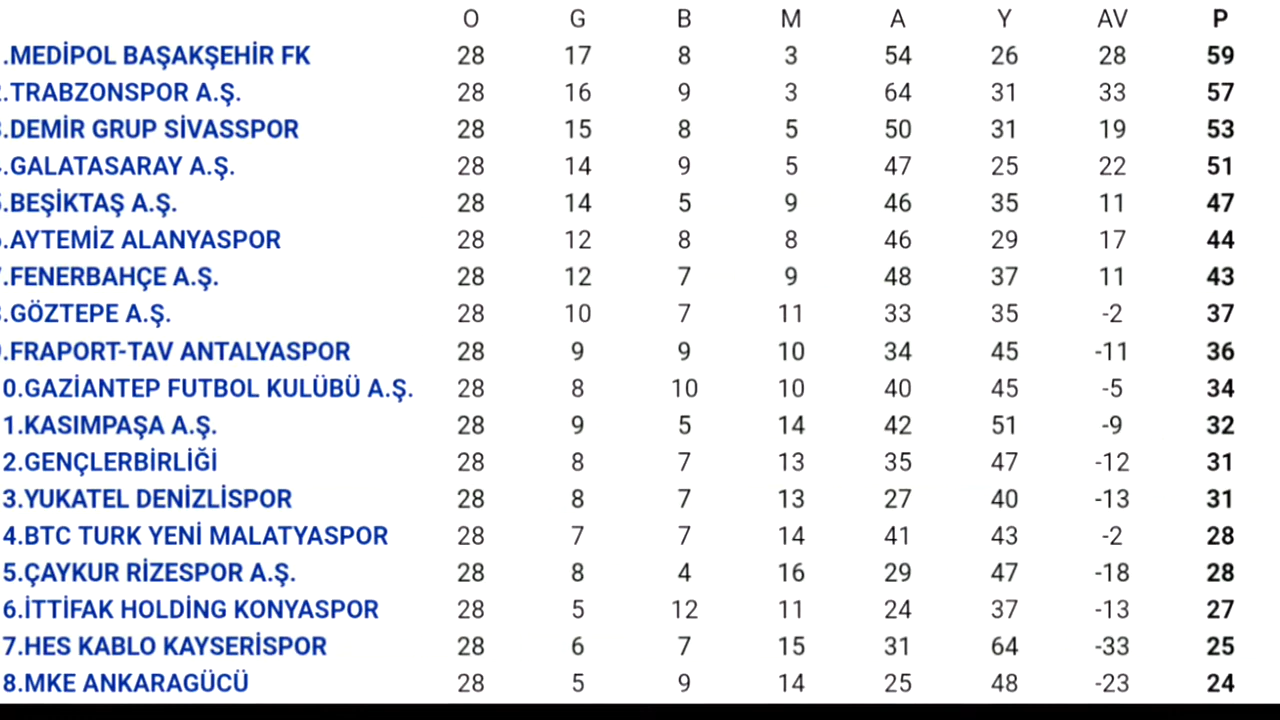 O G B M A Y AV P
.MEDİPOL BAŞAKŞEHİR FK 28 17 8 3 54 26 28 59
.TRABZONSPOR A.Ş. 28 16 9 3 64 31 33 57
.DEMİR GRUP SİVASSPOR 28 15 8 5 50 31 19 53
.GALATASARAY A.Ş. 28 14 9 5 47 25 22 51
.BEŞİKTAŞ A.Ş. 28 14 5 9 46 35 11 47
.AYTEMİZ ALANYASPOR 28 12 8 8 46 29 17 44
.FENERBAHÇE A.Ş. 28 12 7 9 48 37 11 43
.GÖZTEPE A.Ş. 28 10 7 11 33 35 -2 37
.FRAPORT-TAV ANTALYASPOR 28 9 9 10 34 45 -11 36
0.GAZİANTEP FUTBOL KULÜBÜ A.Ş. 28 8 10 10 40 45 -5 34
1.KASIMPAŞA A.Ş. 28 9 5 14 42 51 -9 32
2.GENÇLERBİRLİĞİ 28 8 7 13 35 47 -12 31
3.YUKATEL DENİZLİSPOR 28 8 7 13 27 40 -13 31
4.BTC TURK YENİ MALATYASPOR 28 7 7 14 41 43 -2 28
5.ÇAYKUR RİZESPOR A.Ş. 28 8 4 16 29 47 -18 28
6.İTTİFAK HOLDİNG KONYASPOR 28 5 12 11 24 37 -13 27
7.HES KABLO KAYSERİSPOR 28 6 7 15 31 64 -33 25
8.MKE ANKARAGÜCÜ 28 5 9 14 25 48 -23 24